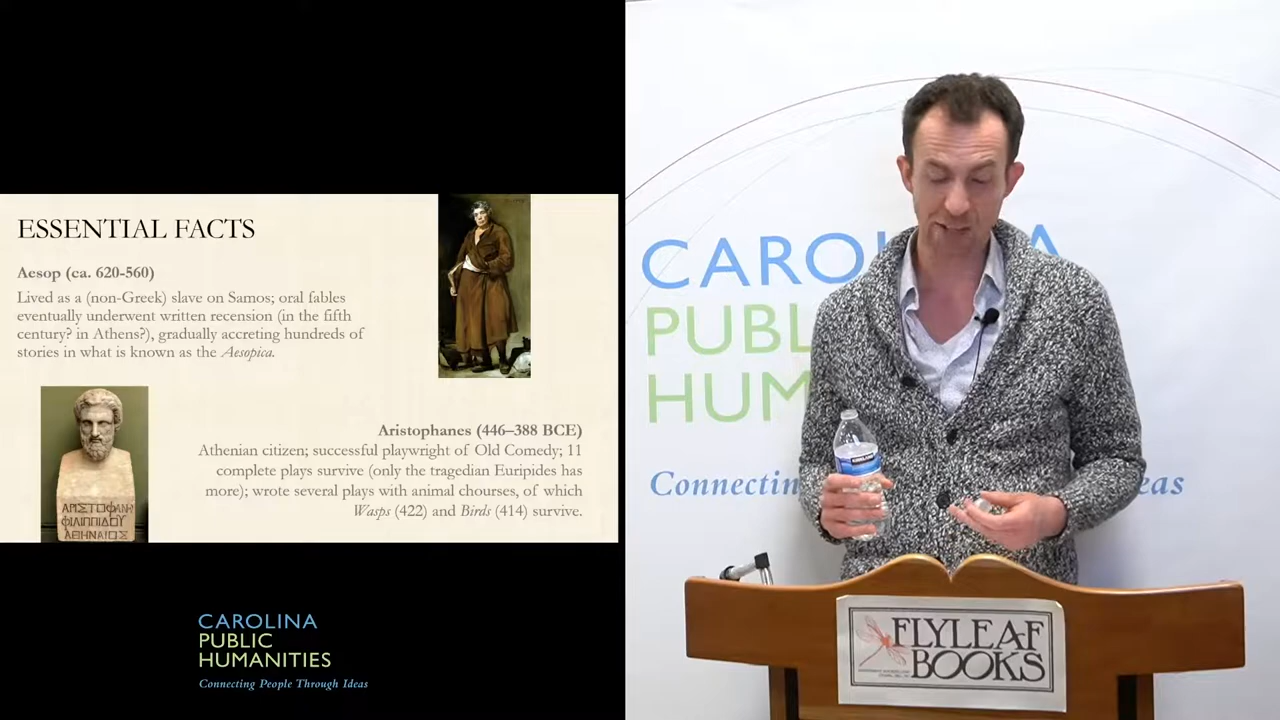 ESSENTIAL FACTS
Aesop (ca. 620-560)
Lived as a (non-Greek) slave on Samos; oral fables
eventually underwent written recension (in the fifth
century? in Athens?), gradually accreting hundreds of
stories in what is known as the Aesopica.
Aristophanes (446–388 BCE)
Athenian citizen; successful playwright of Old Comedy; 11
complete plays survive (only the tragedian Euripides has
more); wrote several plays with animal chourses, of which
Wasps (422) and Birds (414) survive.
ΑΡΙΣΤΟΦΑΝΗ
ΦΙΛΙΠΠΙΔΟΥ
ΑΘΗΝΑΙΟΣ
CAROLINA
PUBLIC
HUMANITIES
Connecting People Through Ideas
CARO A
PUBL
HUM
Connectin eas
KIRKLAND
FLYLEAF
BOOKS